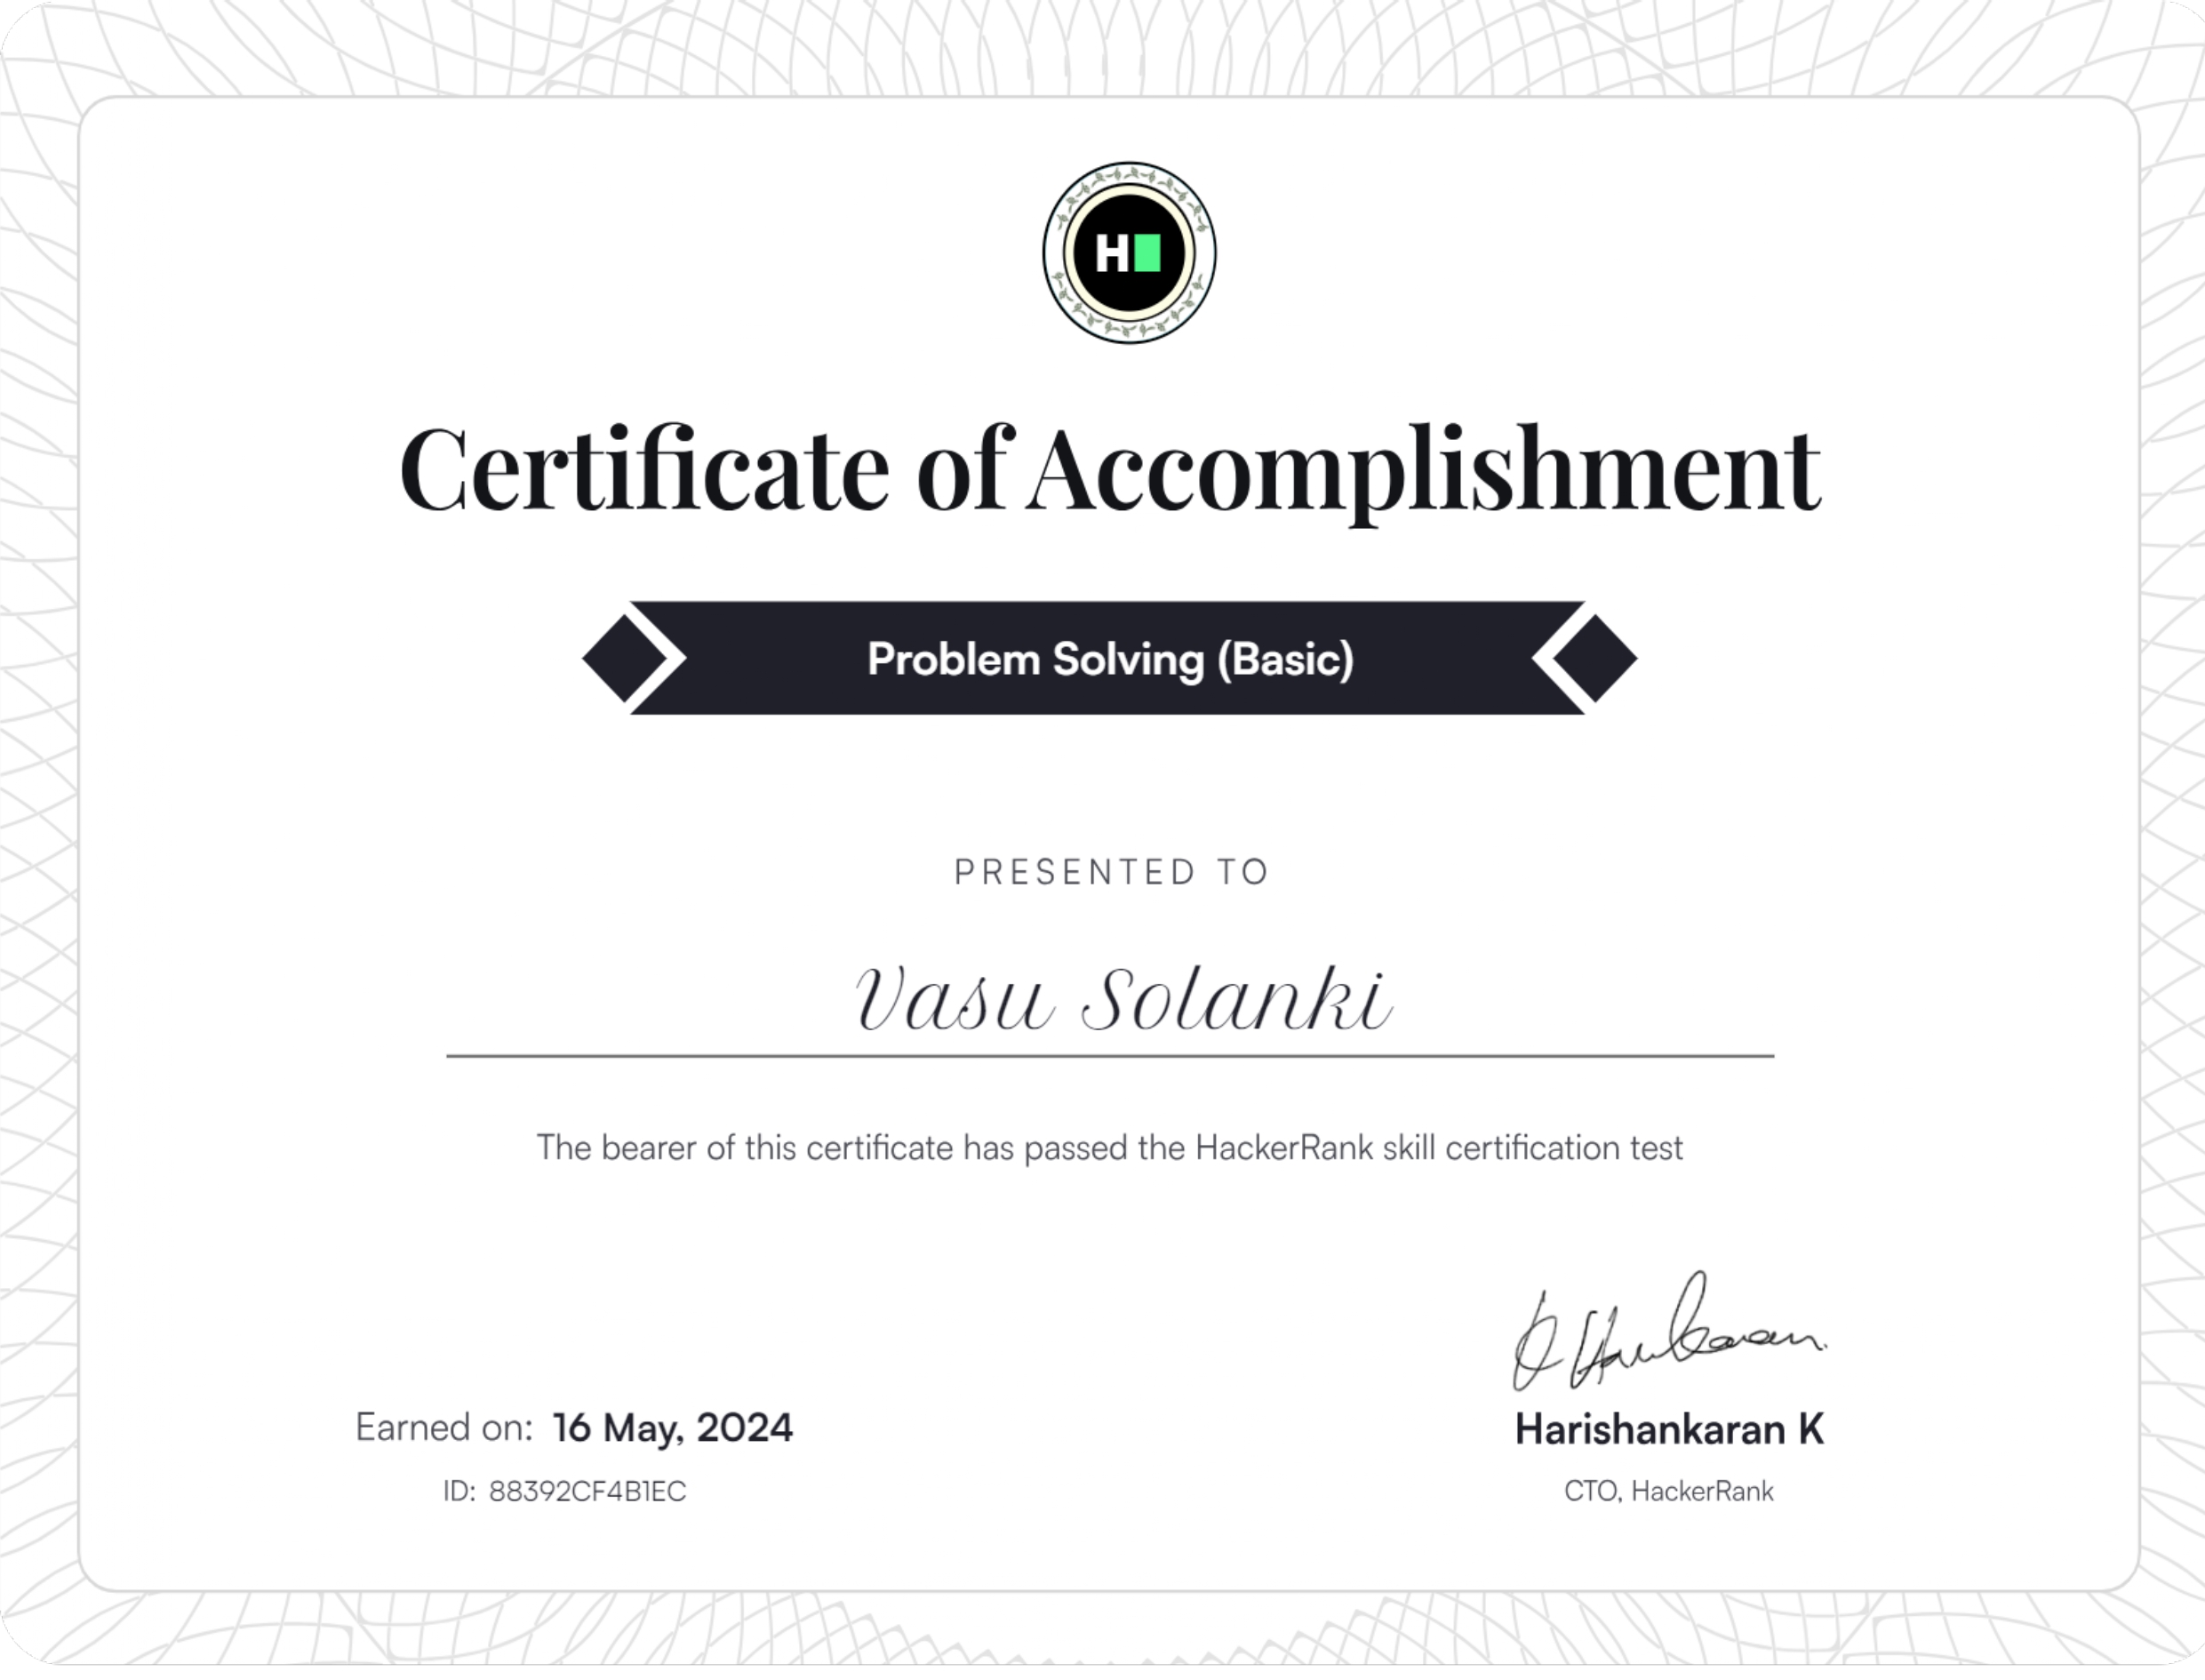 H
Certificate of Accomplishment
Problem Solving (Basic)
PRESENTED TO
Vasu Solanki
The bearer of this certificate has passed the HackerRank skill certification test
Earned on: 16 May, 2024
ID: 88392CF4B1EC
Harishankaran K
CTO, HackerRank